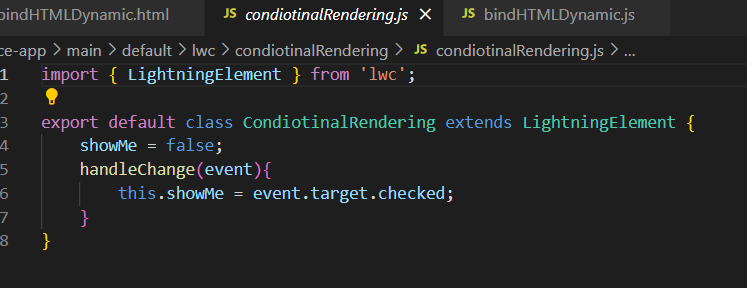 bindHTMLDynamic.html JS condiotinalRendering.js × JS bindHTMLDynamic.js
ce-app > main > default > lwc > condiotinalRendering > JS condiotinalRendering.js > ...
1 import { LightningElement } from 'lwc';
2
3 export default class CondiotinalRendering extends LightningElement {
4     showMe = false;
5     handleChange(event){
6         this.showMe = event.target.checked;
7     }
8 }